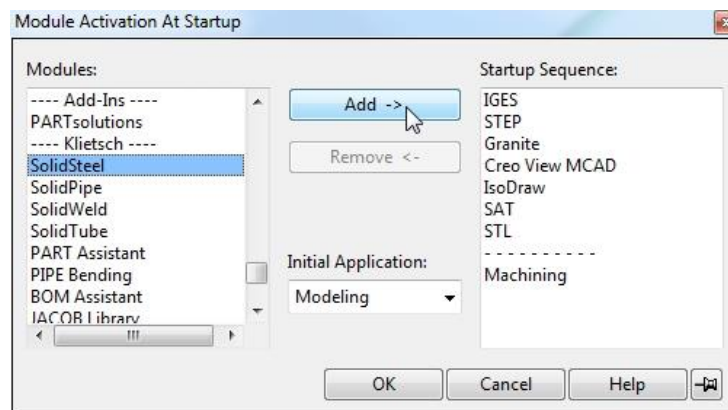 Module Activation At Startup
Modules:
---- Add-Ins ----
PARTsolutions
---- Klietsch ----
SolidSteel
SolidPipe
SolidWeld
SolidTube
PART Assistant
PIPE Bending
BOM Assistant
JACOB Library
Add ->
Remove <-
Initial Application:
Modeling
Startup Sequence:
IGES
STEP
Granite
Creo View MCAD
IsoDraw
SAT
STL
- - - - - - - - - -
Machining
OK
Cancel
Help